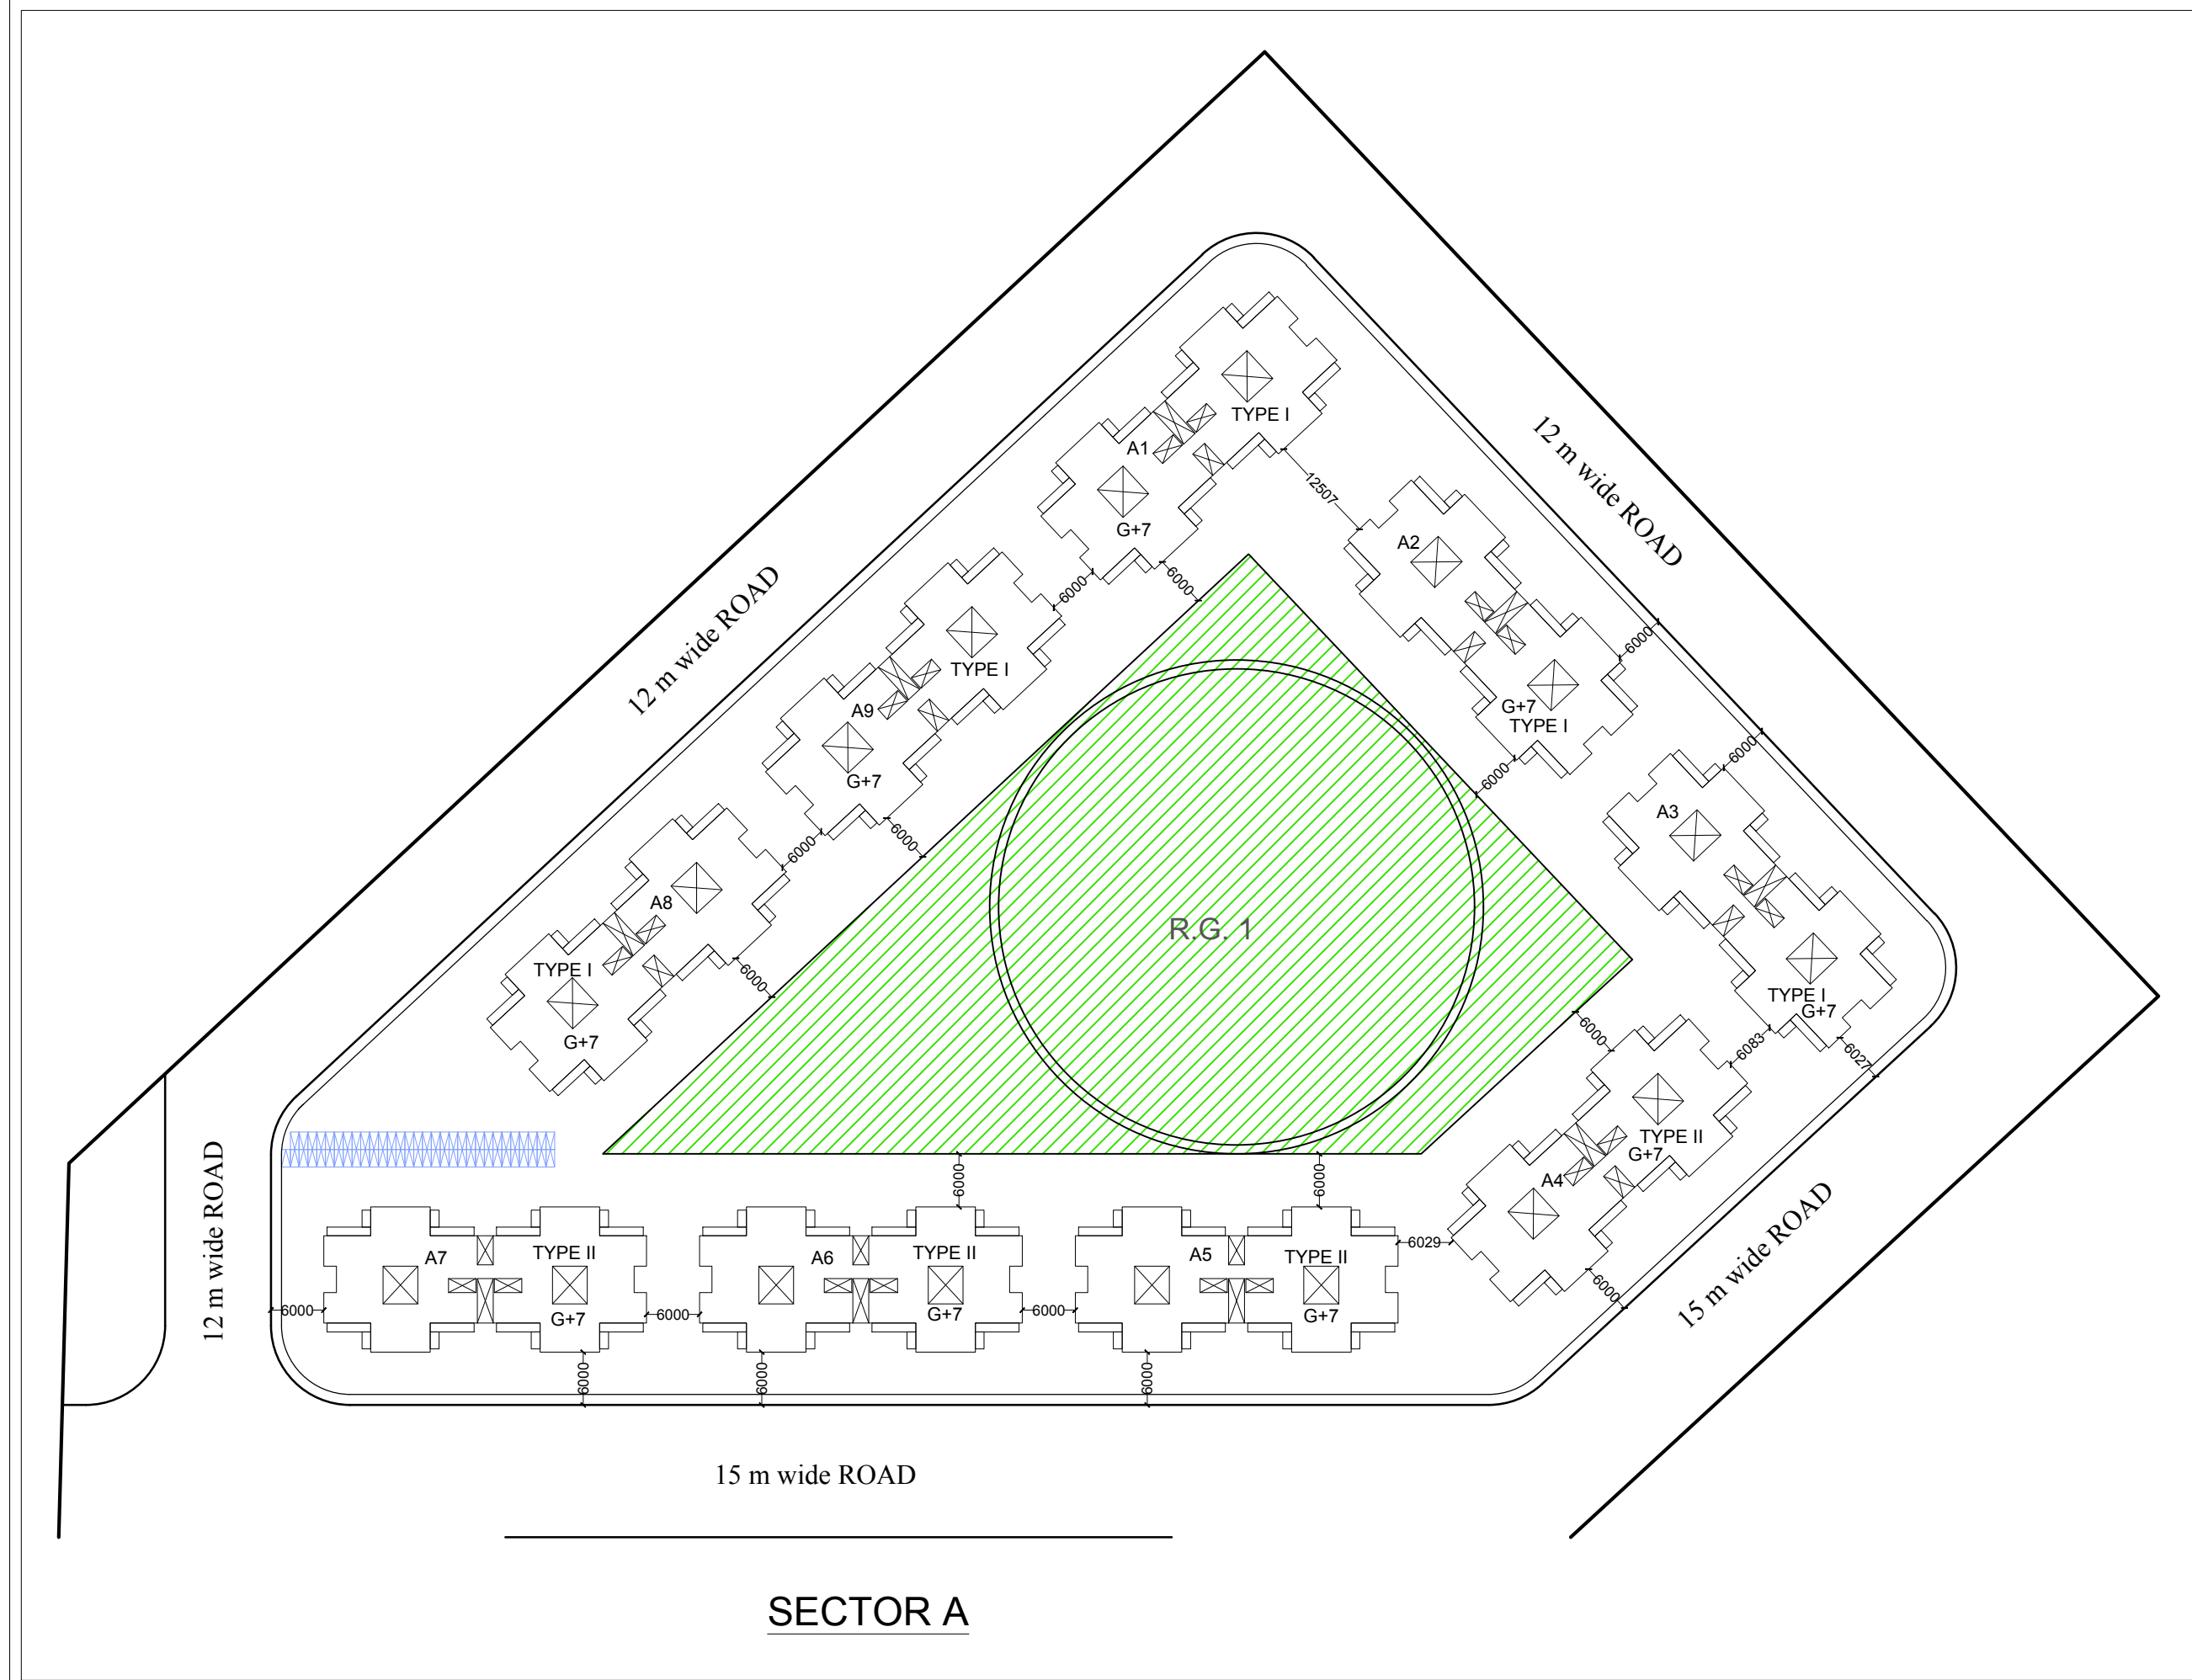 TYPE I
A1
12 m wide ROAD
12507
G+7
A2
6000
6000
6000
12 m wide ROAD
6000
TYPE I
A9
G+7
TYPE I
6000
6000
G+7
A3
6000
6000
A8
R.G. 1
TYPE I
6000
TYPE I
G+7
G+7
6000
6083
6027
TYPE II
G+7
A4
12 m wide ROAD
6000
6000
A7
TYPE II
A6
TYPE II
A5
TYPE II
6029
15 m wide ROAD
6000
G+7
6000
G+7
6000
G+7
6000
6000
6000
6000
15 m wide ROAD
SECTOR A